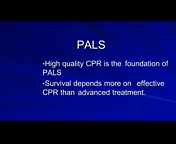 PALS
•High quality CPR is the foundation of
PALS
•Survival depends more on effective
CPR than advanced treatment.